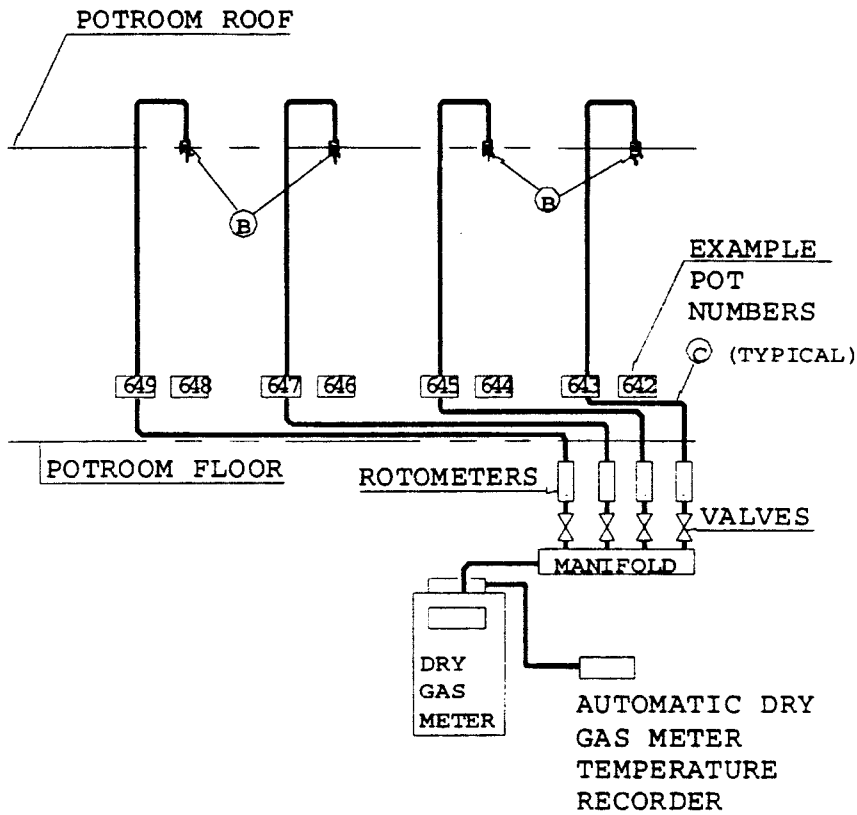 POTROOM ROOF
B
B
EXAMPLE
POT
NUMBERS
C (TYPICAL)
649 648 647 646 645 644 643 642
POTROOM FLOOR
ROTOMETERS
VALVES
MANIFOLD
DRY
GAS
METER
AUTOMATIC DRY
GAS METER
TEMPERATURE
RECORDER